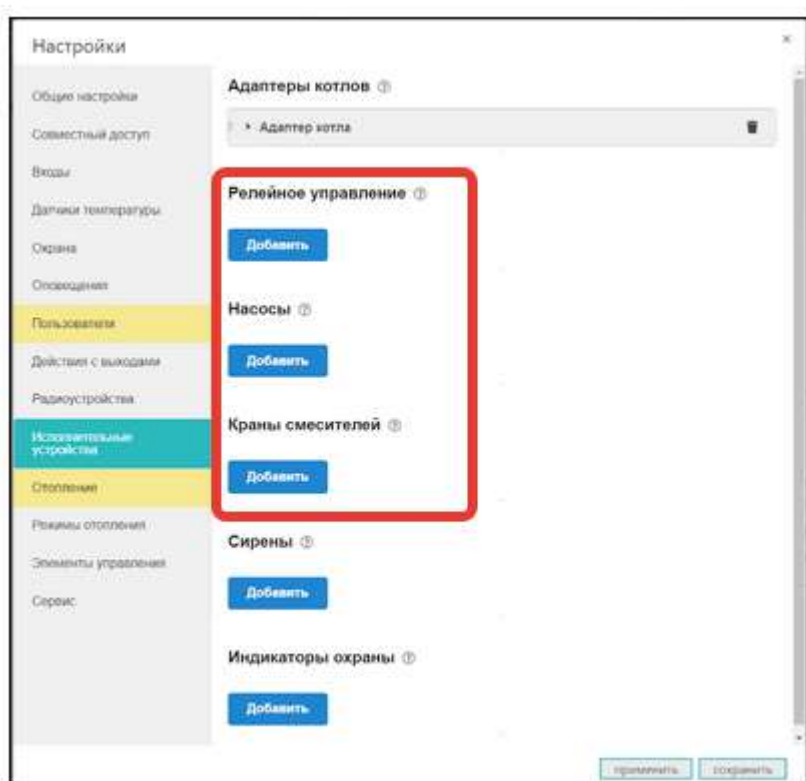 Настройки
×
Общие настройки
Совместный доступ
Входы
Датчики температуры
Охрана
Оповещения
Пользователи
Действия с выходами
Радиоустройства
Исполнительные
устройства
Отопление
Режимы отопления
Элементы управления
Сервис
Адаптеры котлов ?
Адаптер котла
Релейное управление ?
Добавить
Насосы ?
Добавить
Краны смесителей ?
Добавить
Сирены ?
Добавить
Индикаторы охраны ?
Добавить
применить
сохранить